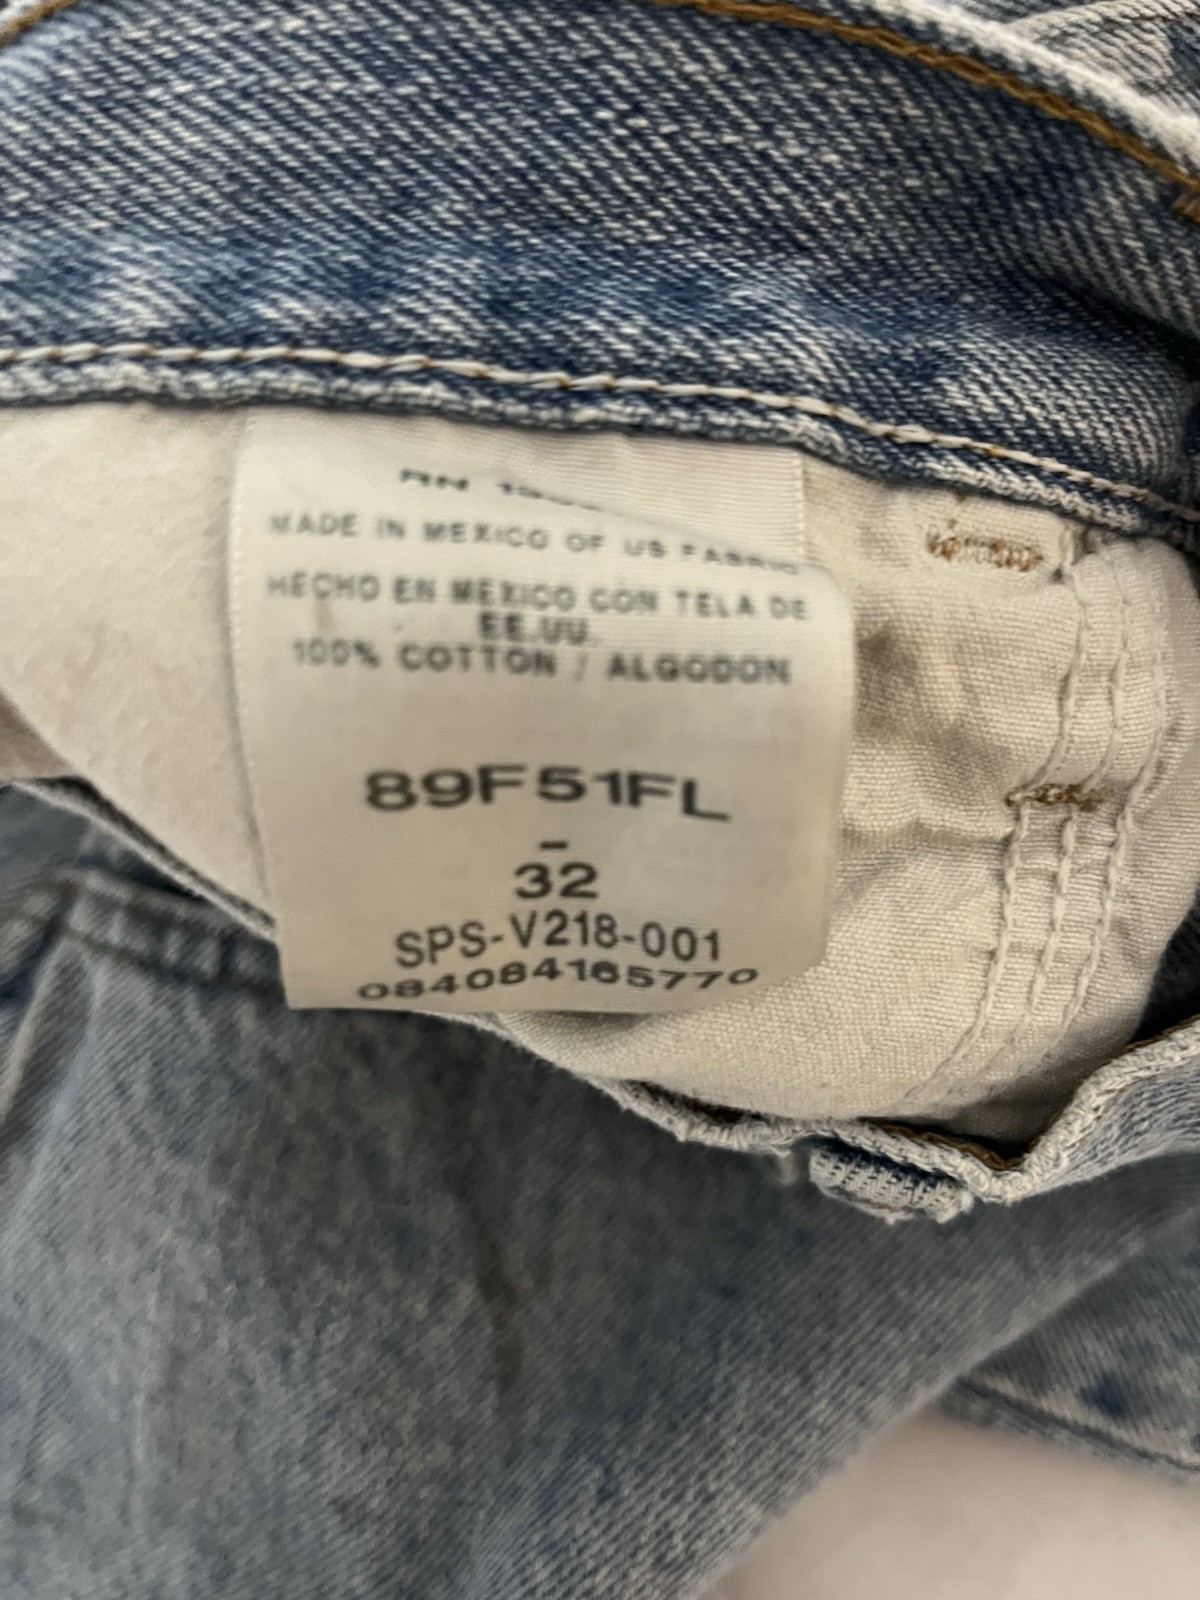 RN
MADE IN MEXICO OF US FABRIC
HECHO EN MEXICO CON TELA DE
EE.UU.
100% COTTON / ALGODON
89F51FL
-
32
SPS-V218-001
084084165770